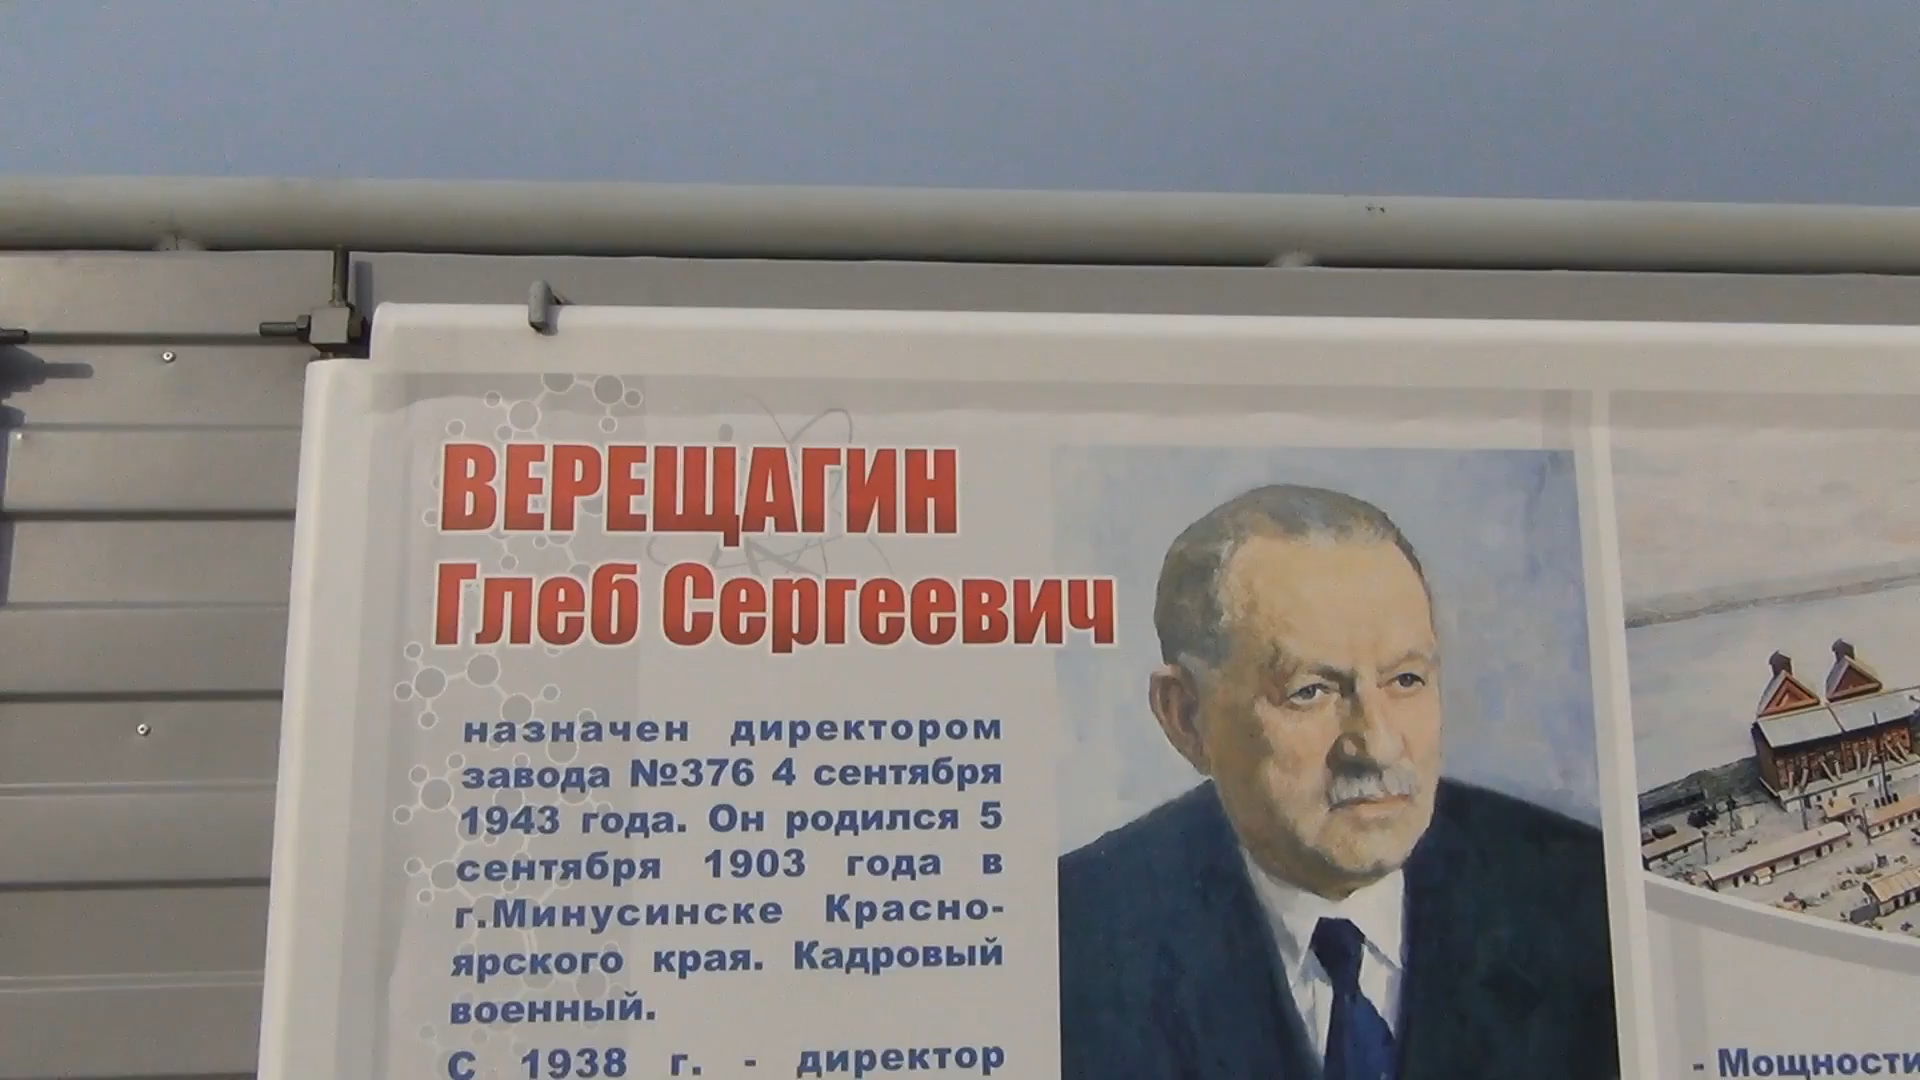 ВЕРЕЩАГИН
Глеб Сергеевич
назначен директором
завода №376 4 сентября
1943 года. Он родился 5
сентября 1903 года в
г.Минусинске Красно-
ярского края. Кадровый
военный.
С 1938 г. - директор
- Мощности